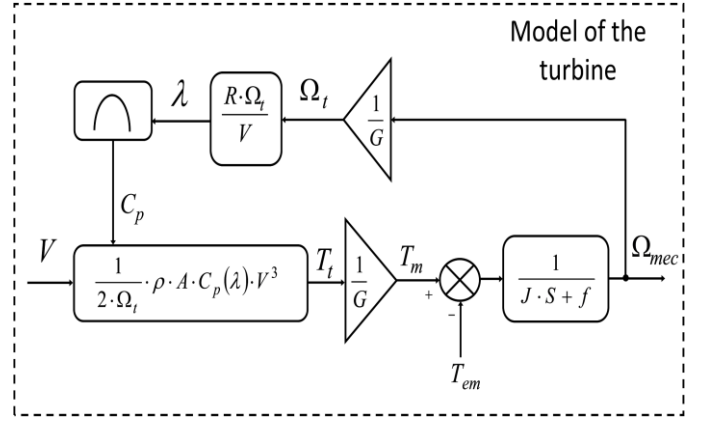 Model of the
turbine
λ
R·Ω_t / V
Ω_t
1/G
C_p
V
1/(2·Ω_t) · ρ · A · C_p(λ) · V^3
T_t
1/G
T_m
+
−
T_em
1/(J · S + f)
Ω_mec